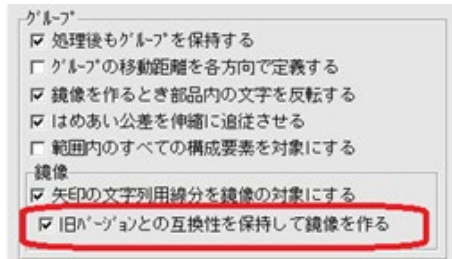 グループ
処理後もグループを保持する
グループの移動距離を各方向で定義する
鏡像を作るとき部品内の文字を反転する
はめあい公差を伸縮に追従させる
範囲内のすべての構成要素を対象にする
鏡像
矢印の文字列用線分を鏡像の対象にする
旧バージョンとの互換性を保持して鏡像を作る